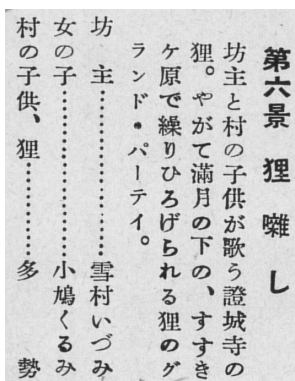 第六景 狸囃し
坊主と村の子供が歌う證城寺の
狸。やがて滿月の下の、すすき
ケ原で繰りひろげられる狸のグ
ランド・パーテイ。
坊主…………………雪村いづみ
女の子…………………小鳩くるみ
村の子供、狸…………多勢